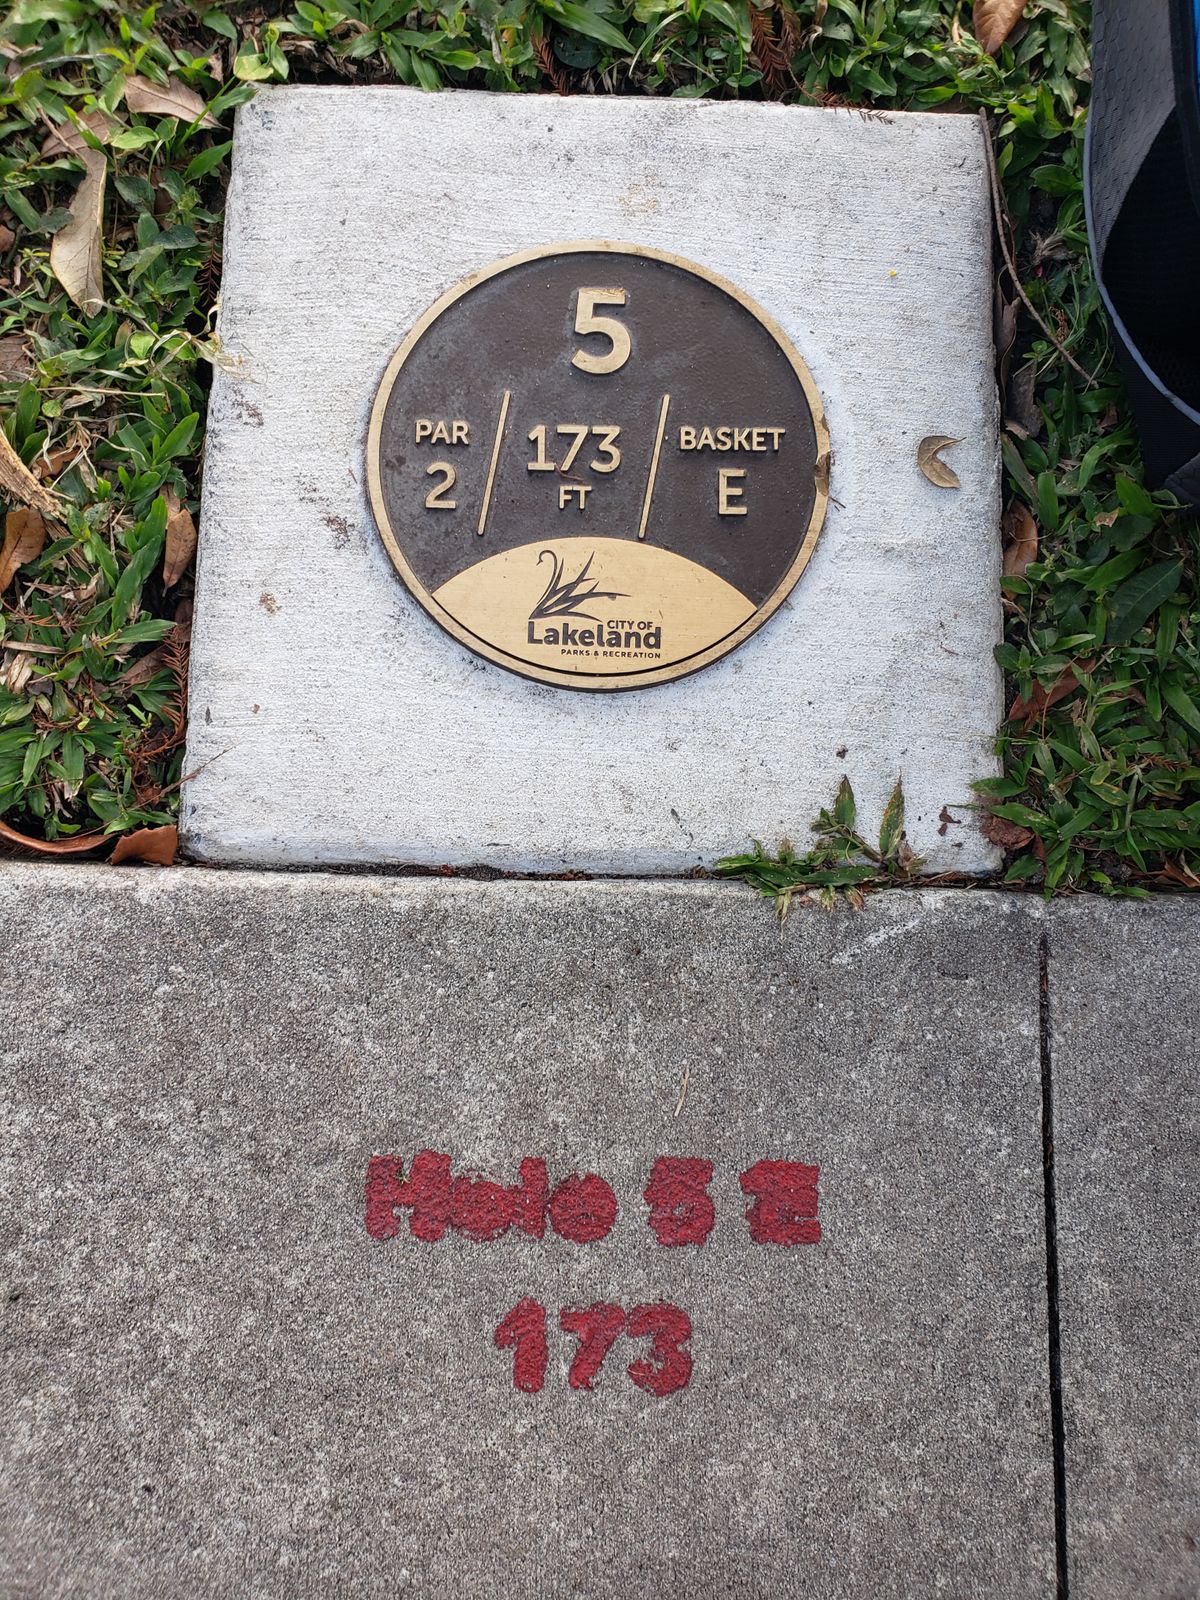 5
PAR 173 BASKET
2 FT E
CITY OF
Lakeland
PARKS & RECREATION
Hole 5 E
173